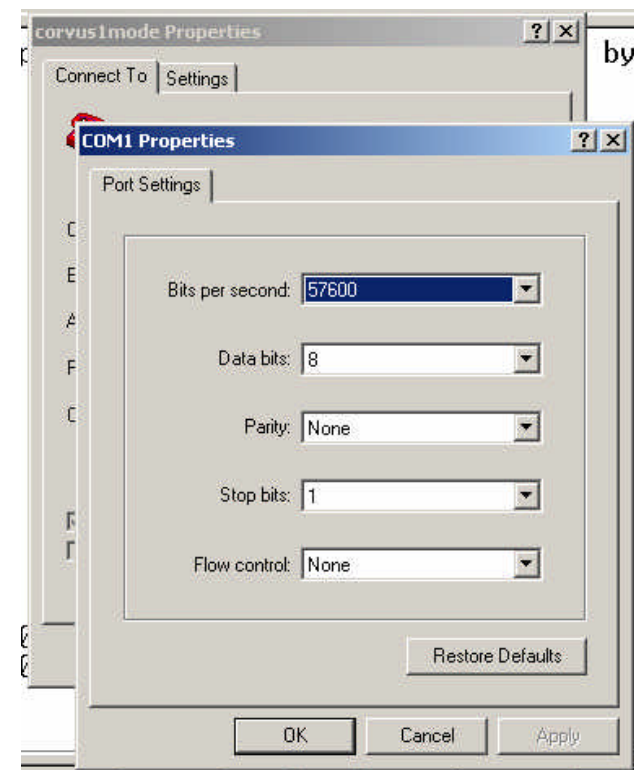 corvus1mode Properties
by
Connect To
Settings
COM1 Properties
Port Settings
Bits per second: 57600
Data bits: 8
Parity: None
Stop bits: 1
Flow control: None
Restore Defaults
OK
Cancel
Apply